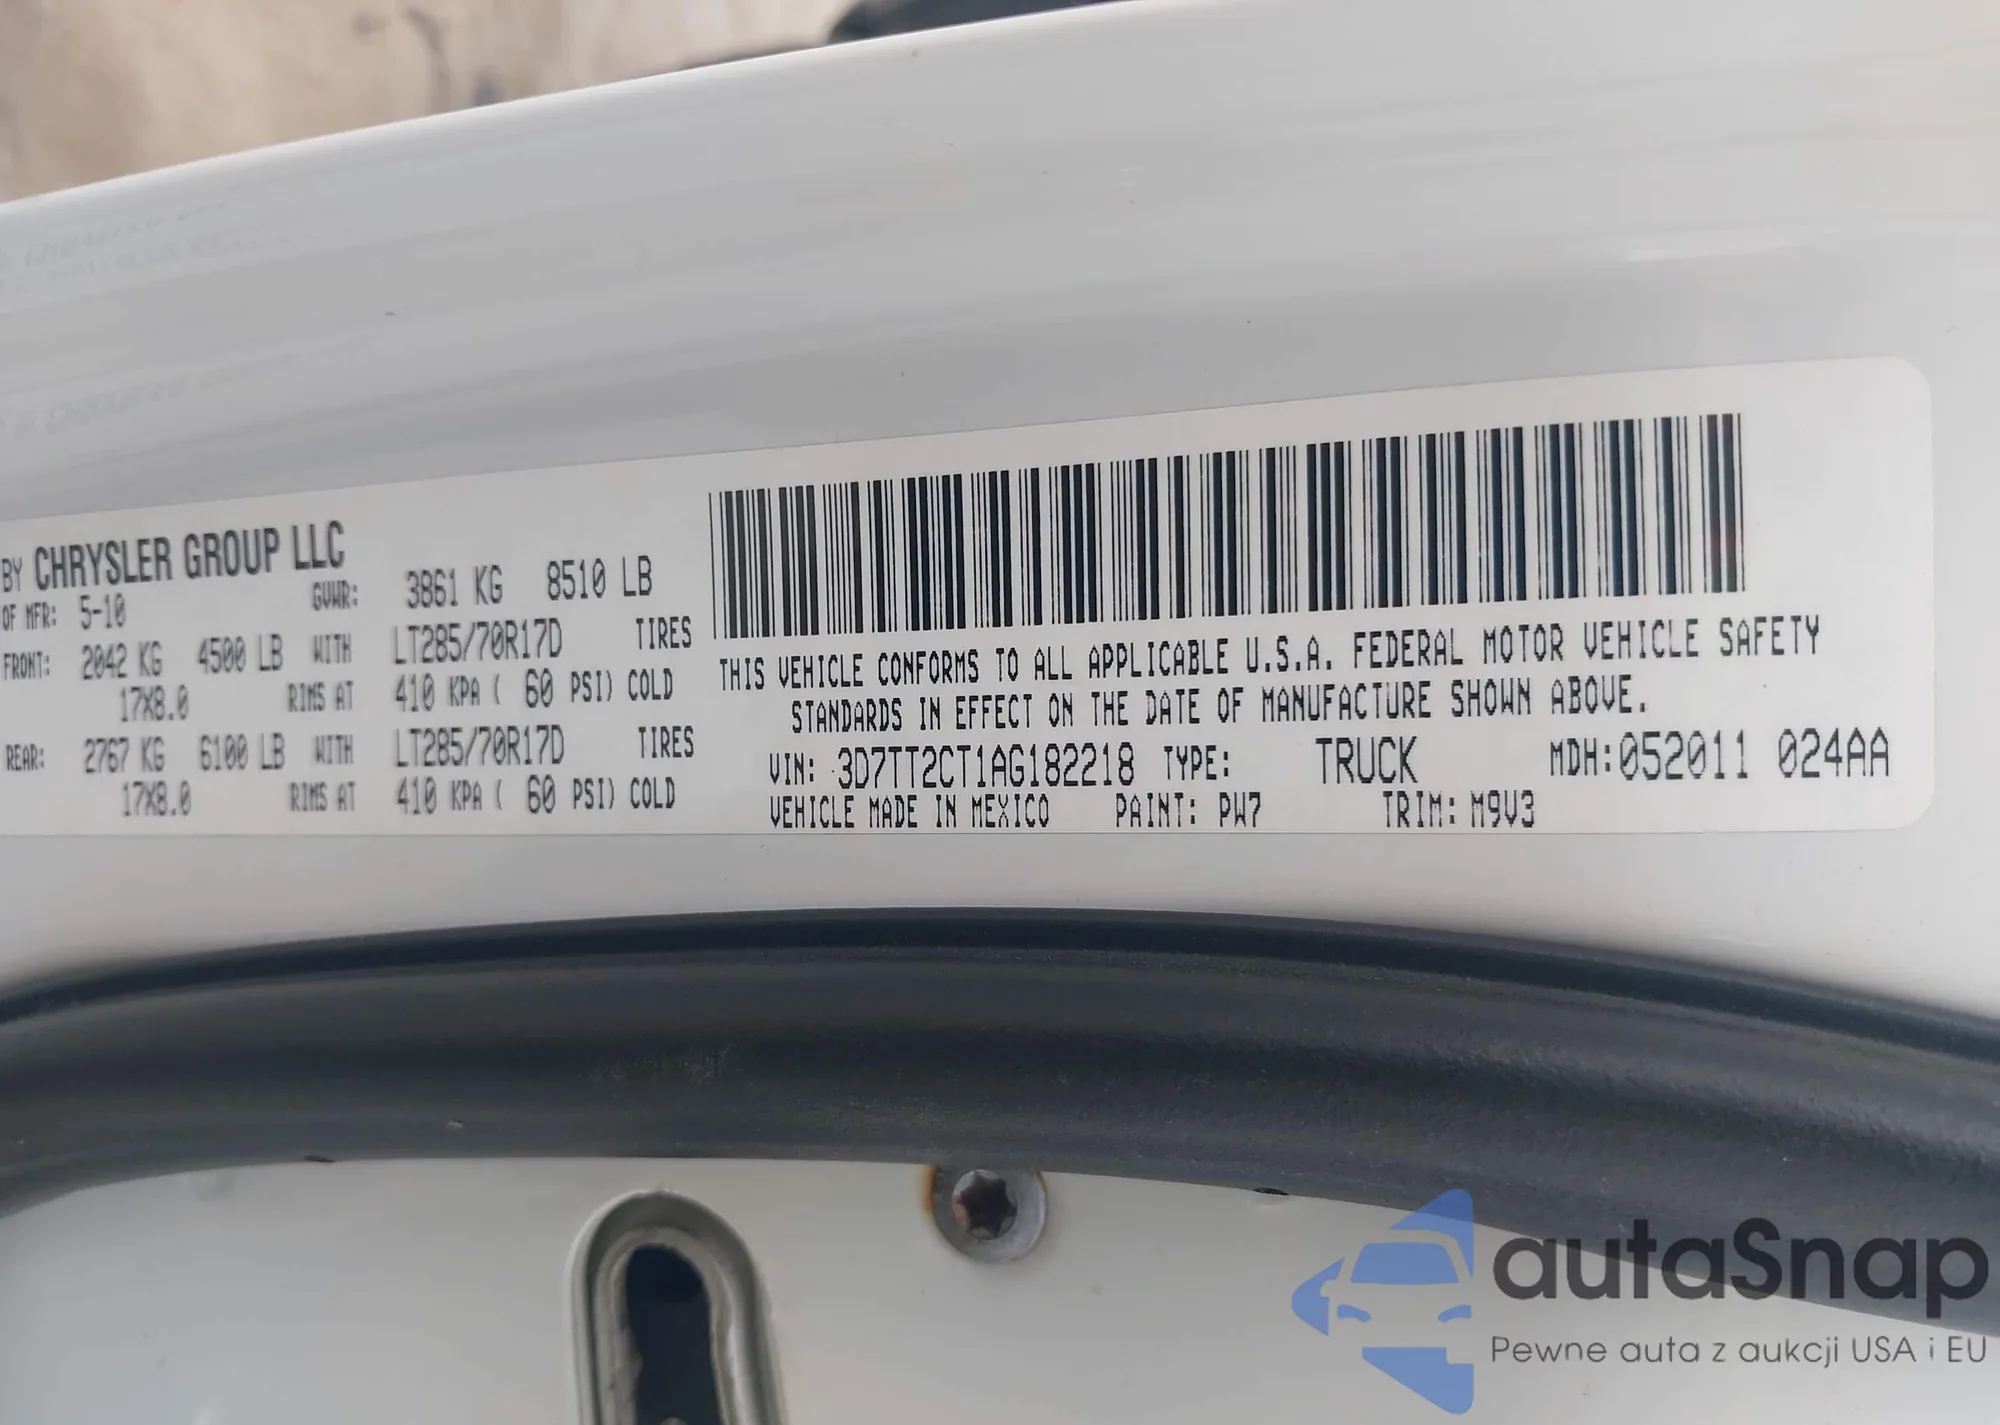 BY CHRYSLER GROUP LLC
OF MFR: 5-10 GVWR: 3861 KG 8510 LB
FRONT: 2042 KG 4500 LB WITH LT285/70R17D TIRES
17X8.0 RIMS AT 410 KPA ( 60 PSI) COLD
REAR: 2767 KG 6100 LB WITH LT285/70R17D TIRES
17X8.0 RIMS AT 410 KPA ( 60 PSI) COLD
THIS VEHICLE CONFORMS TO ALL APPLICABLE U.S.A. FEDERAL MOTOR VEHICLE SAFETY
STANDARDS IN EFFECT ON THE DATE OF MANUFACTURE SHOWN ABOVE.
VIN: 3D7TT2CT1AG182218 TYPE: TRUCK MDH:052011 024AA
VEHICLE MADE IN MEXICO PAINT: PW7 TRIM: M9V3
autaSnap
Pewne auta z aukcji USA i EU